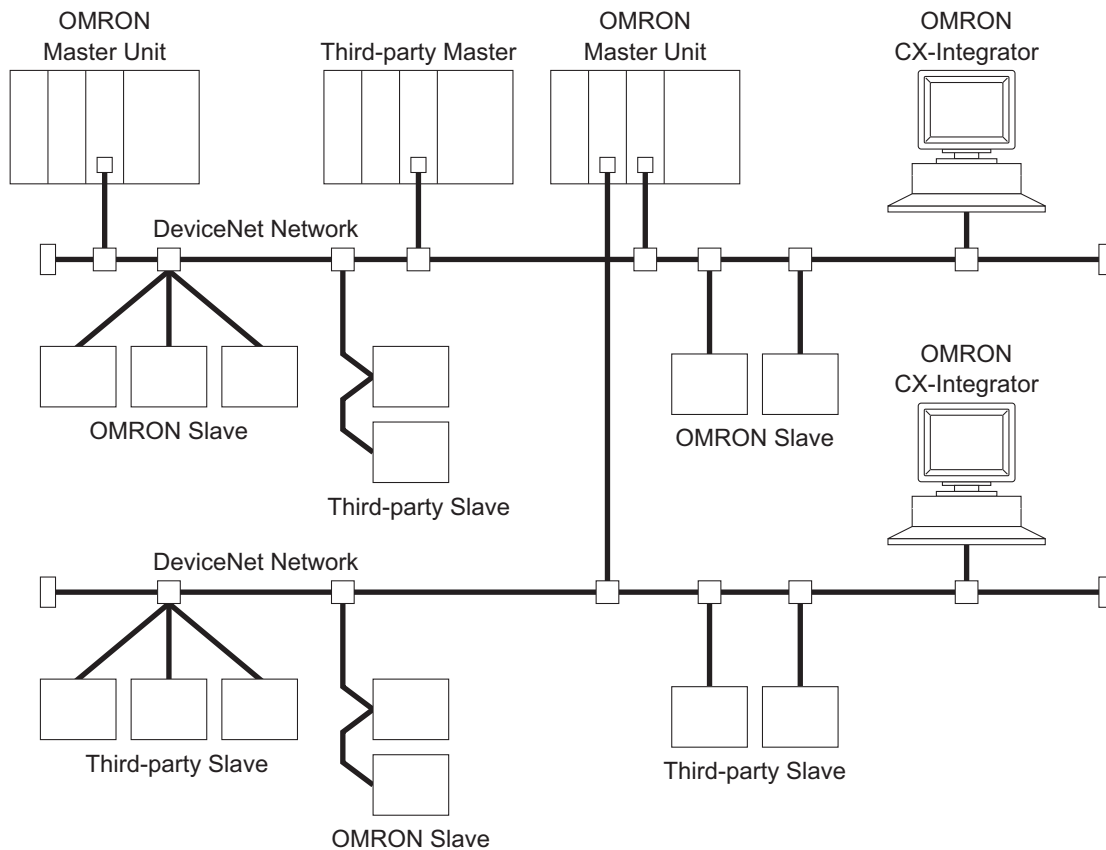 OMRON
Master Unit
Third-party Master
OMRON
Master Unit
OMRON
CX-Integrator
DeviceNet Network
OMRON Slave
Third-party Slave
OMRON Slave
OMRON
CX-Integrator
DeviceNet Network
Third-party Slave
OMRON Slave
Third-party Slave